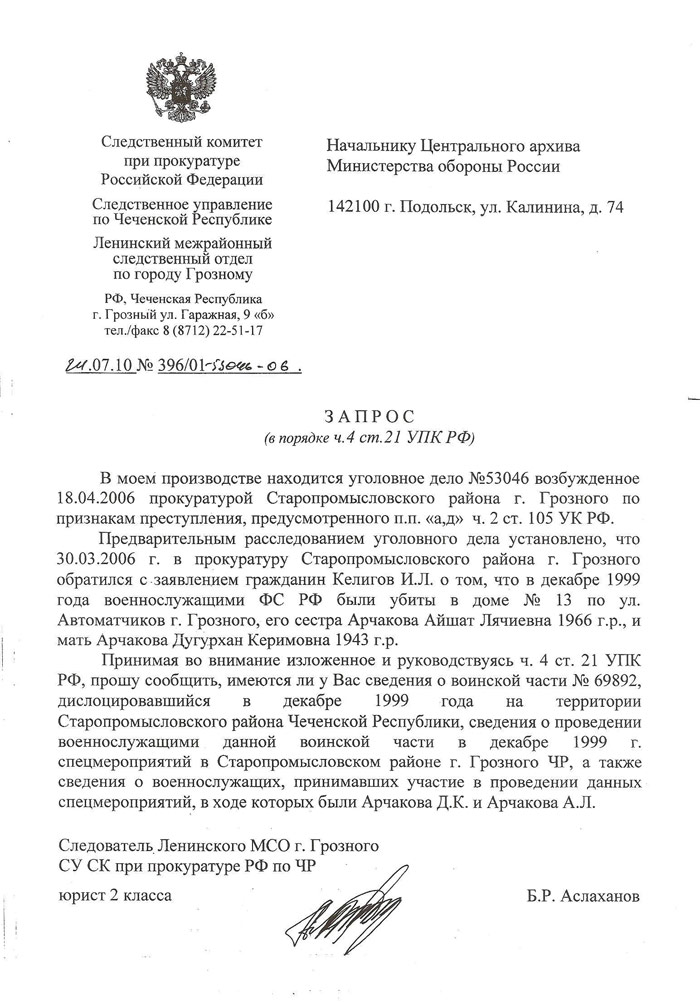 Следственный комитет
при прокуратуре
Российской Федерации
Следственное управление
по Чеченской Республике
Ленинский межрайонный
следственный отдел
по городу Грозному
РФ, Чеченская Республика
г. Грозный ул. Гаражная, 9 «б»
тел./факс 8 (8712) 22-51-17
24.07.10 № 396/01-53046-06.
Начальнику Центрального архива
Министерства обороны России
142100 г. Подольск, ул. Калинина, д. 74
З А П Р О С
(в порядке ч.4 ст.21 УПК РФ)
В моем производстве находится уголовное дело №53046 возбужденное
18.04.2006 прокуратурой Старопромысловского района г. Грозного по
признакам преступления, предусмотренного п.п. «а,д» ч. 2 ст. 105 УК РФ.
Предварительным расследованием уголовного дела установлено, что
30.03.2006 г. в прокуратуру Старопромысловского района г. Грозного
обратился с заявлением гражданин Келигов И.Л. о том, что в декабре 1999
года военнослужащими ФС РФ были убиты в доме № 13 по ул.
Автоматчиков г. Грозного, его сестра Арчакова Айшат Лячиевна 1966 г.р., и
мать Арчакова Дугурхан Керимовна 1943 г.р.
Принимая во внимание изложенное и руководствуясь ч. 4 ст. 21 УПК
РФ, прошу сообщить, имеются ли у Вас сведения о воинской части № 69892,
дислоцировавшийся в декабре 1999 года на территории
Старопромысловского района Чеченской Республики, сведения о проведении
военнослужащими данной воинской части в декабре 1999 г.
спецмероприятий в Старопромысловском районе г. Грозного ЧР, а также
сведения о военнослужащих, принимавших участие в проведении данных
спецмероприятий, в ходе которых были Арчакова Д.К. и Арчакова А.Л.
Следователь Ленинского МСО г. Грозного
СУ СК при прокуратуре РФ по ЧР
юрист 2 класса
Б.Р. Аслаханов